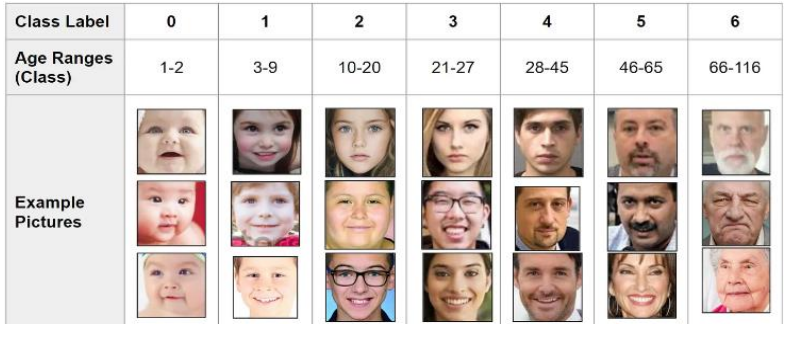 Class Label 0 1 2 3 4 5 6
Age Ranges
(Class) 1-2 3-9 10-20 21-27 28-45 46-65 66-116
Example
Pictures